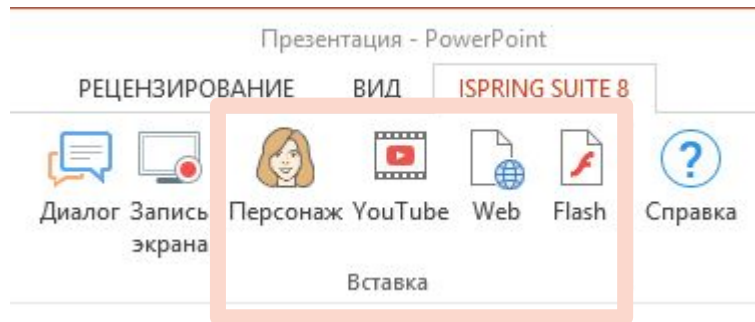 Презентация - PowerPoint
РЕЦЕНЗИРОВАНИЕ ВИД ISPRING SUITE 8
Диалог Запись экрана Персонаж YouTube Web Flash Справка
Вставка